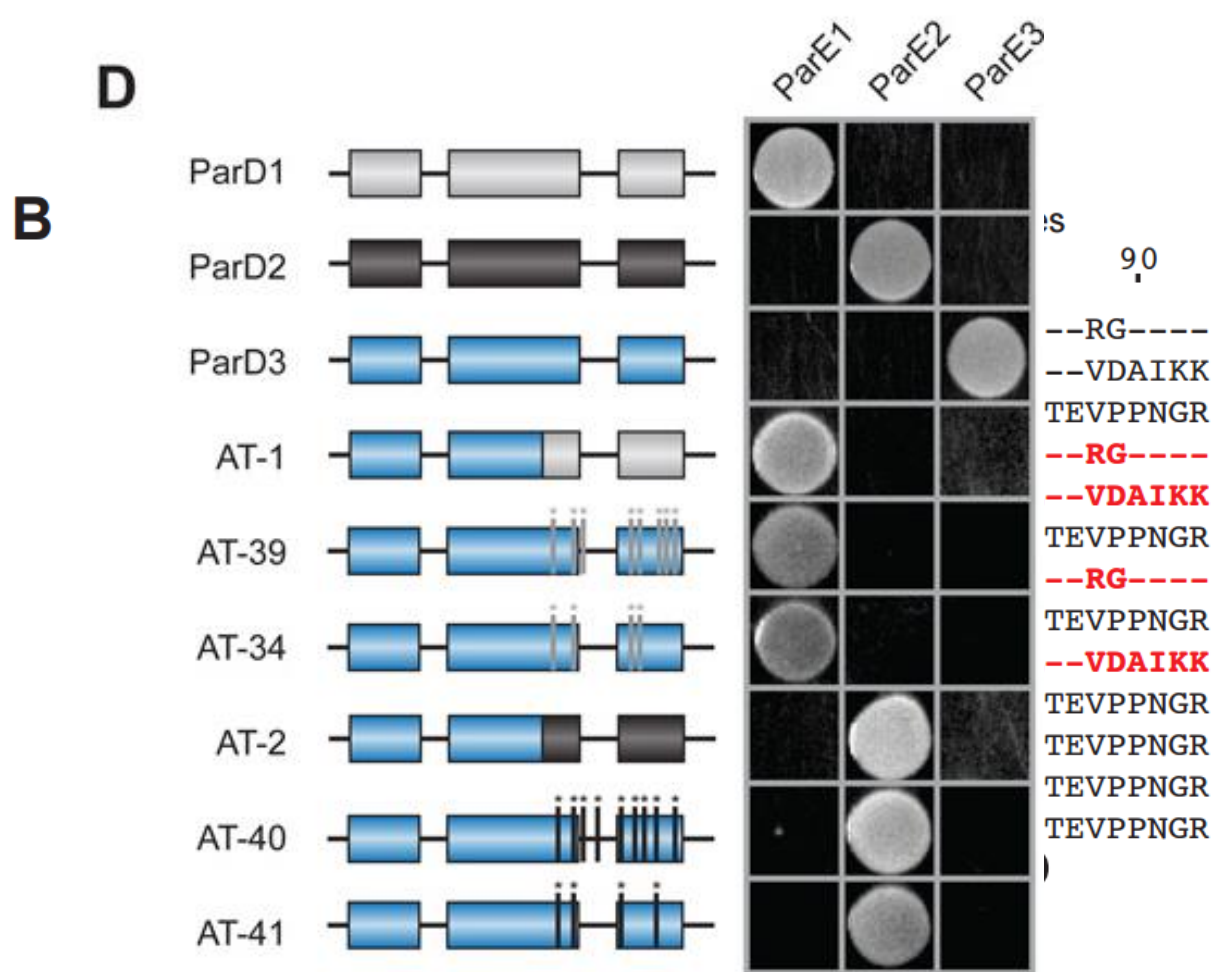 D
ParE1 ParE2 ParE3
B
ParD1
ParD2
ParD3
AT-1
AT-39
AT-34
AT-2
AT-40
AT-41
es
90
--RG----
--VDAIKK
TEVPPNGR
--RG----
--VDAIKK
TEVPPNGR
--RG----
TEVPPNGR
--VDAIKK
TEVPPNGR
TEVPPNGR
TEVPPNGR
TEVPPNGR
)